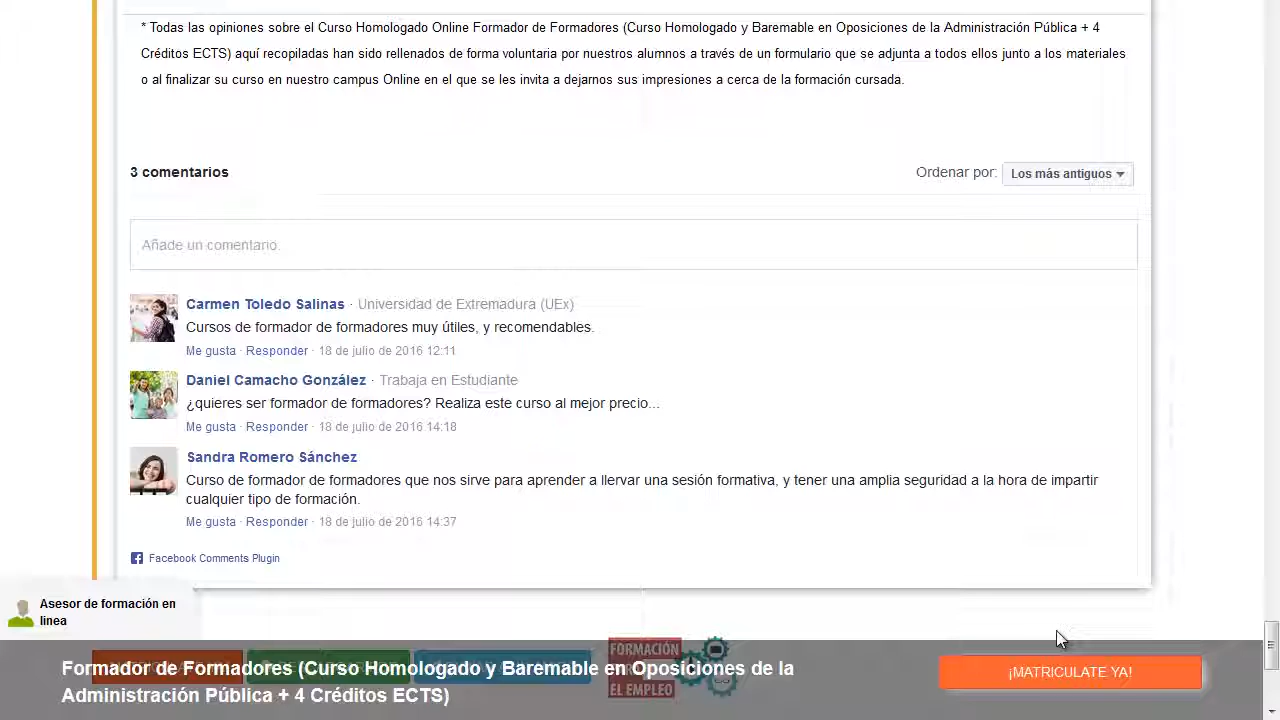 * Todas las opiniones sobre el Curso Homologado Online Formador de Formadores (Curso Homologado y Baremable en Oposiciones de la Administración Pública + 4
Créditos ECTS) aquí recopiladas han sido rellenados de forma voluntaria por nuestros alumnos a través de un formulario que se adjunta a todos ellos junto a los materiales
o al finalizar su curso en nuestro campus Online en el que se les invita a dejarnos sus impresiones a cerca de la formación cursada.
3 comentarios
Ordenar por: Los más antiguos
Añade un comentario.
Carmen Toledo Salinas · Universidad de Extremadura (UEx)
Cursos de formador de formadores muy útiles, y recomendables.
Me gusta · Responder · 18 de julio de 2016 12:11
Daniel Camacho González · Trabaja en Estudiante
¿quieres ser formador de formadores? Realiza este curso al mejor precio...
Me gusta · Responder · 18 de julio de 2016 14:18
Sandra Romero Sánchez
Curso de formador de formadores que nos sirve para aprender a llervar una sesión formativa, y tener una amplia seguridad a la hora de impartir
cualquier tipo de formación.
Me gusta · Responder · 18 de julio de 2016 14:37
Facebook Comments Plugin
Asesor de formación en
linea
FORMACIÓN
EL EMPLEO
Formador de Formadores (Curso Homologado y Baremable en Oposiciones de la
Administración Pública + 4 Créditos ECTS)
¡MATRICULATE YA!